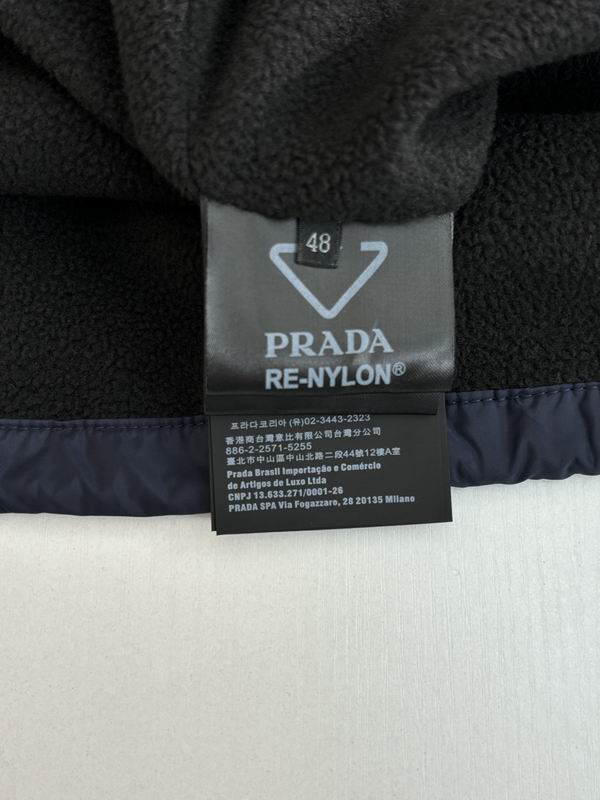 48
PRADA
RE-NYLON®
프라다코리아 (유)02-3443-2323
香港商台灣意比有限公司台灣分公司
886-2-2571-5255
臺北市中山區中山北路二段44號12樓A室
Prada Brasil Importação e Comércio
de Artigos de Luxo Ltda
CNPJ 13.633.271/0001-26
PRADA SPA Via Fogazzaro, 28 20135 Milano